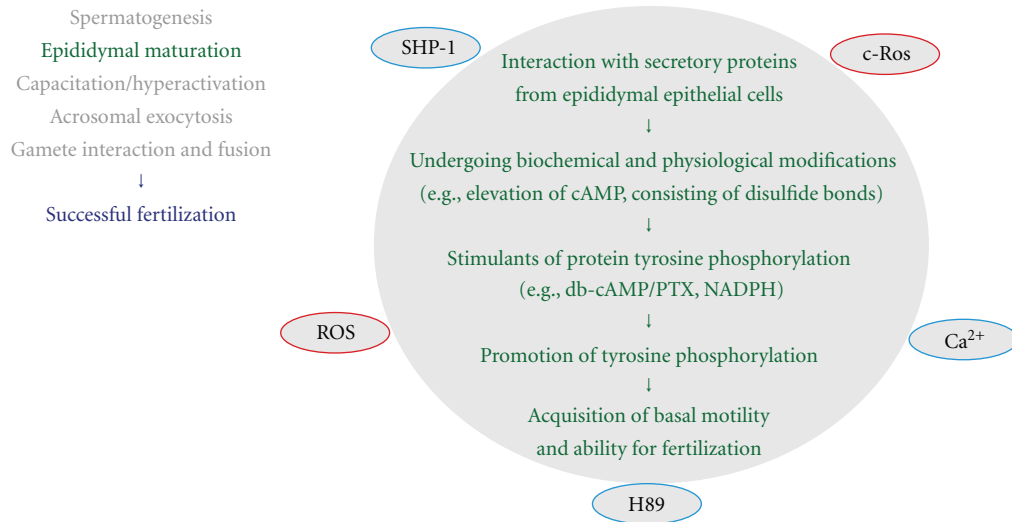 Spermatogenesis
Epididymal maturation
Capacitation/hyperactivation
Acrosomal exocytosis
Gamete interaction and fusion
↓
Successful fertilization
SHP-1
c-Ros
Interaction with secretory proteins
from epididymal epithelial cells
↓
Undergoing biochemical and physiological modifications
(e.g., elevation of cAMP, consisting of disulfide bonds)
↓
Stimulants of protein tyrosine phosphorylation
(e.g., db-cAMP/PTX, NADPH)
↓
ROS
Ca²⁺
Promotion of tyrosine phosphorylation
↓
Acquisition of basal motility
and ability for fertilization
H89